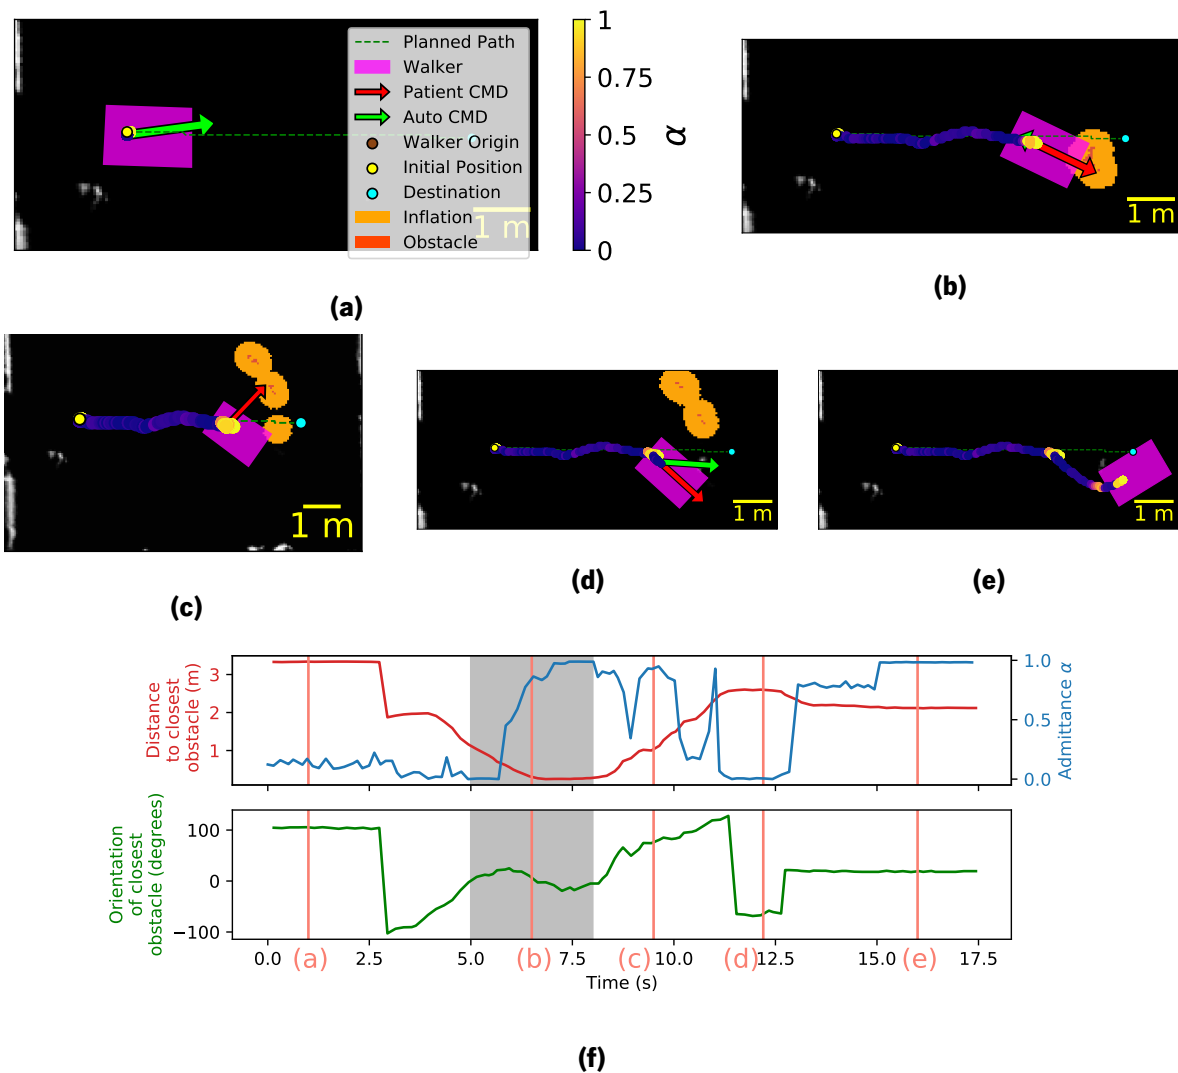 Planned Path
Walker
Patient CMD
Auto CMD
Walker Origin
Initial Position
Destination
Inflation
Obstacle
1 m
1
0.75
0.5
0.25
0
α
(a)
1 m
(b)
1 m
(c)
1 m
(d)
1 m
(e)
Distance
to closest
obstacle (m)
3
2
1
1.0
0.5
0.0
Admittance α
Orientation
of closest
obstacle (degrees)
100
0
−100
0.0 2.5 5.0 7.5 10.0 12.5 15.0 17.5
(a) (b) (c) (d) (e)
Time (s)
(f)